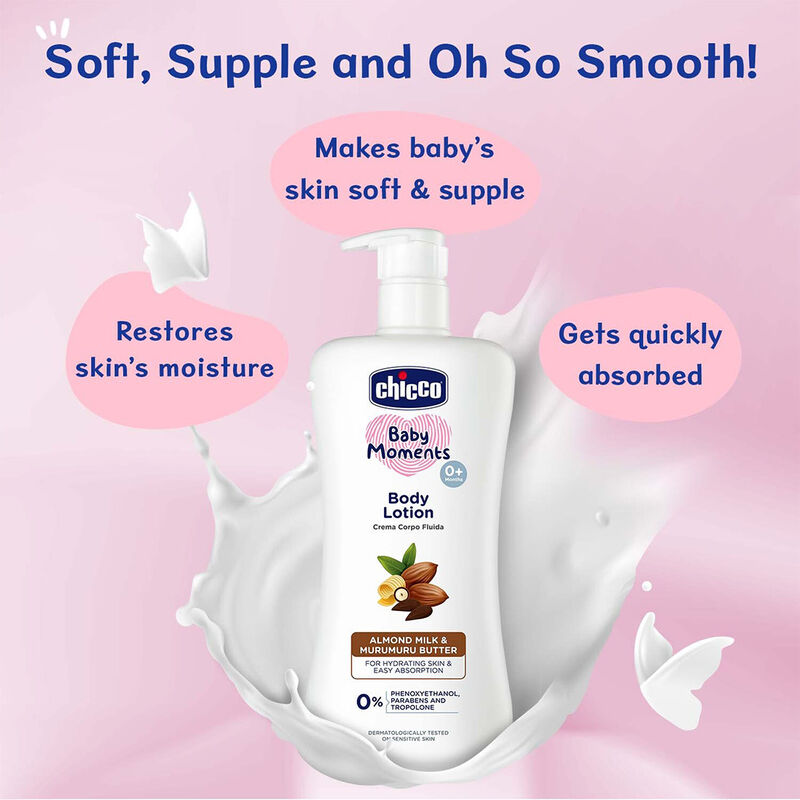 Soft, Supple and Oh So Smooth!
Makes baby's
skin soft & supple
Restores
skin's moisture
Gets quickly
absorbed
chicco
Baby
Moments
0+
Months
Body
Lotion
Crema Corpo Fluida
ALMOND MILK &
MURUMURU BUTTER
FOR HYDRATING SKIN &
EASY ABSORPTION
0% PHENOXYETHANOL,
PARABENS AND
TROPOLONE
DERMATOLOGICALLY TESTED
ON SENSITIVE SKIN